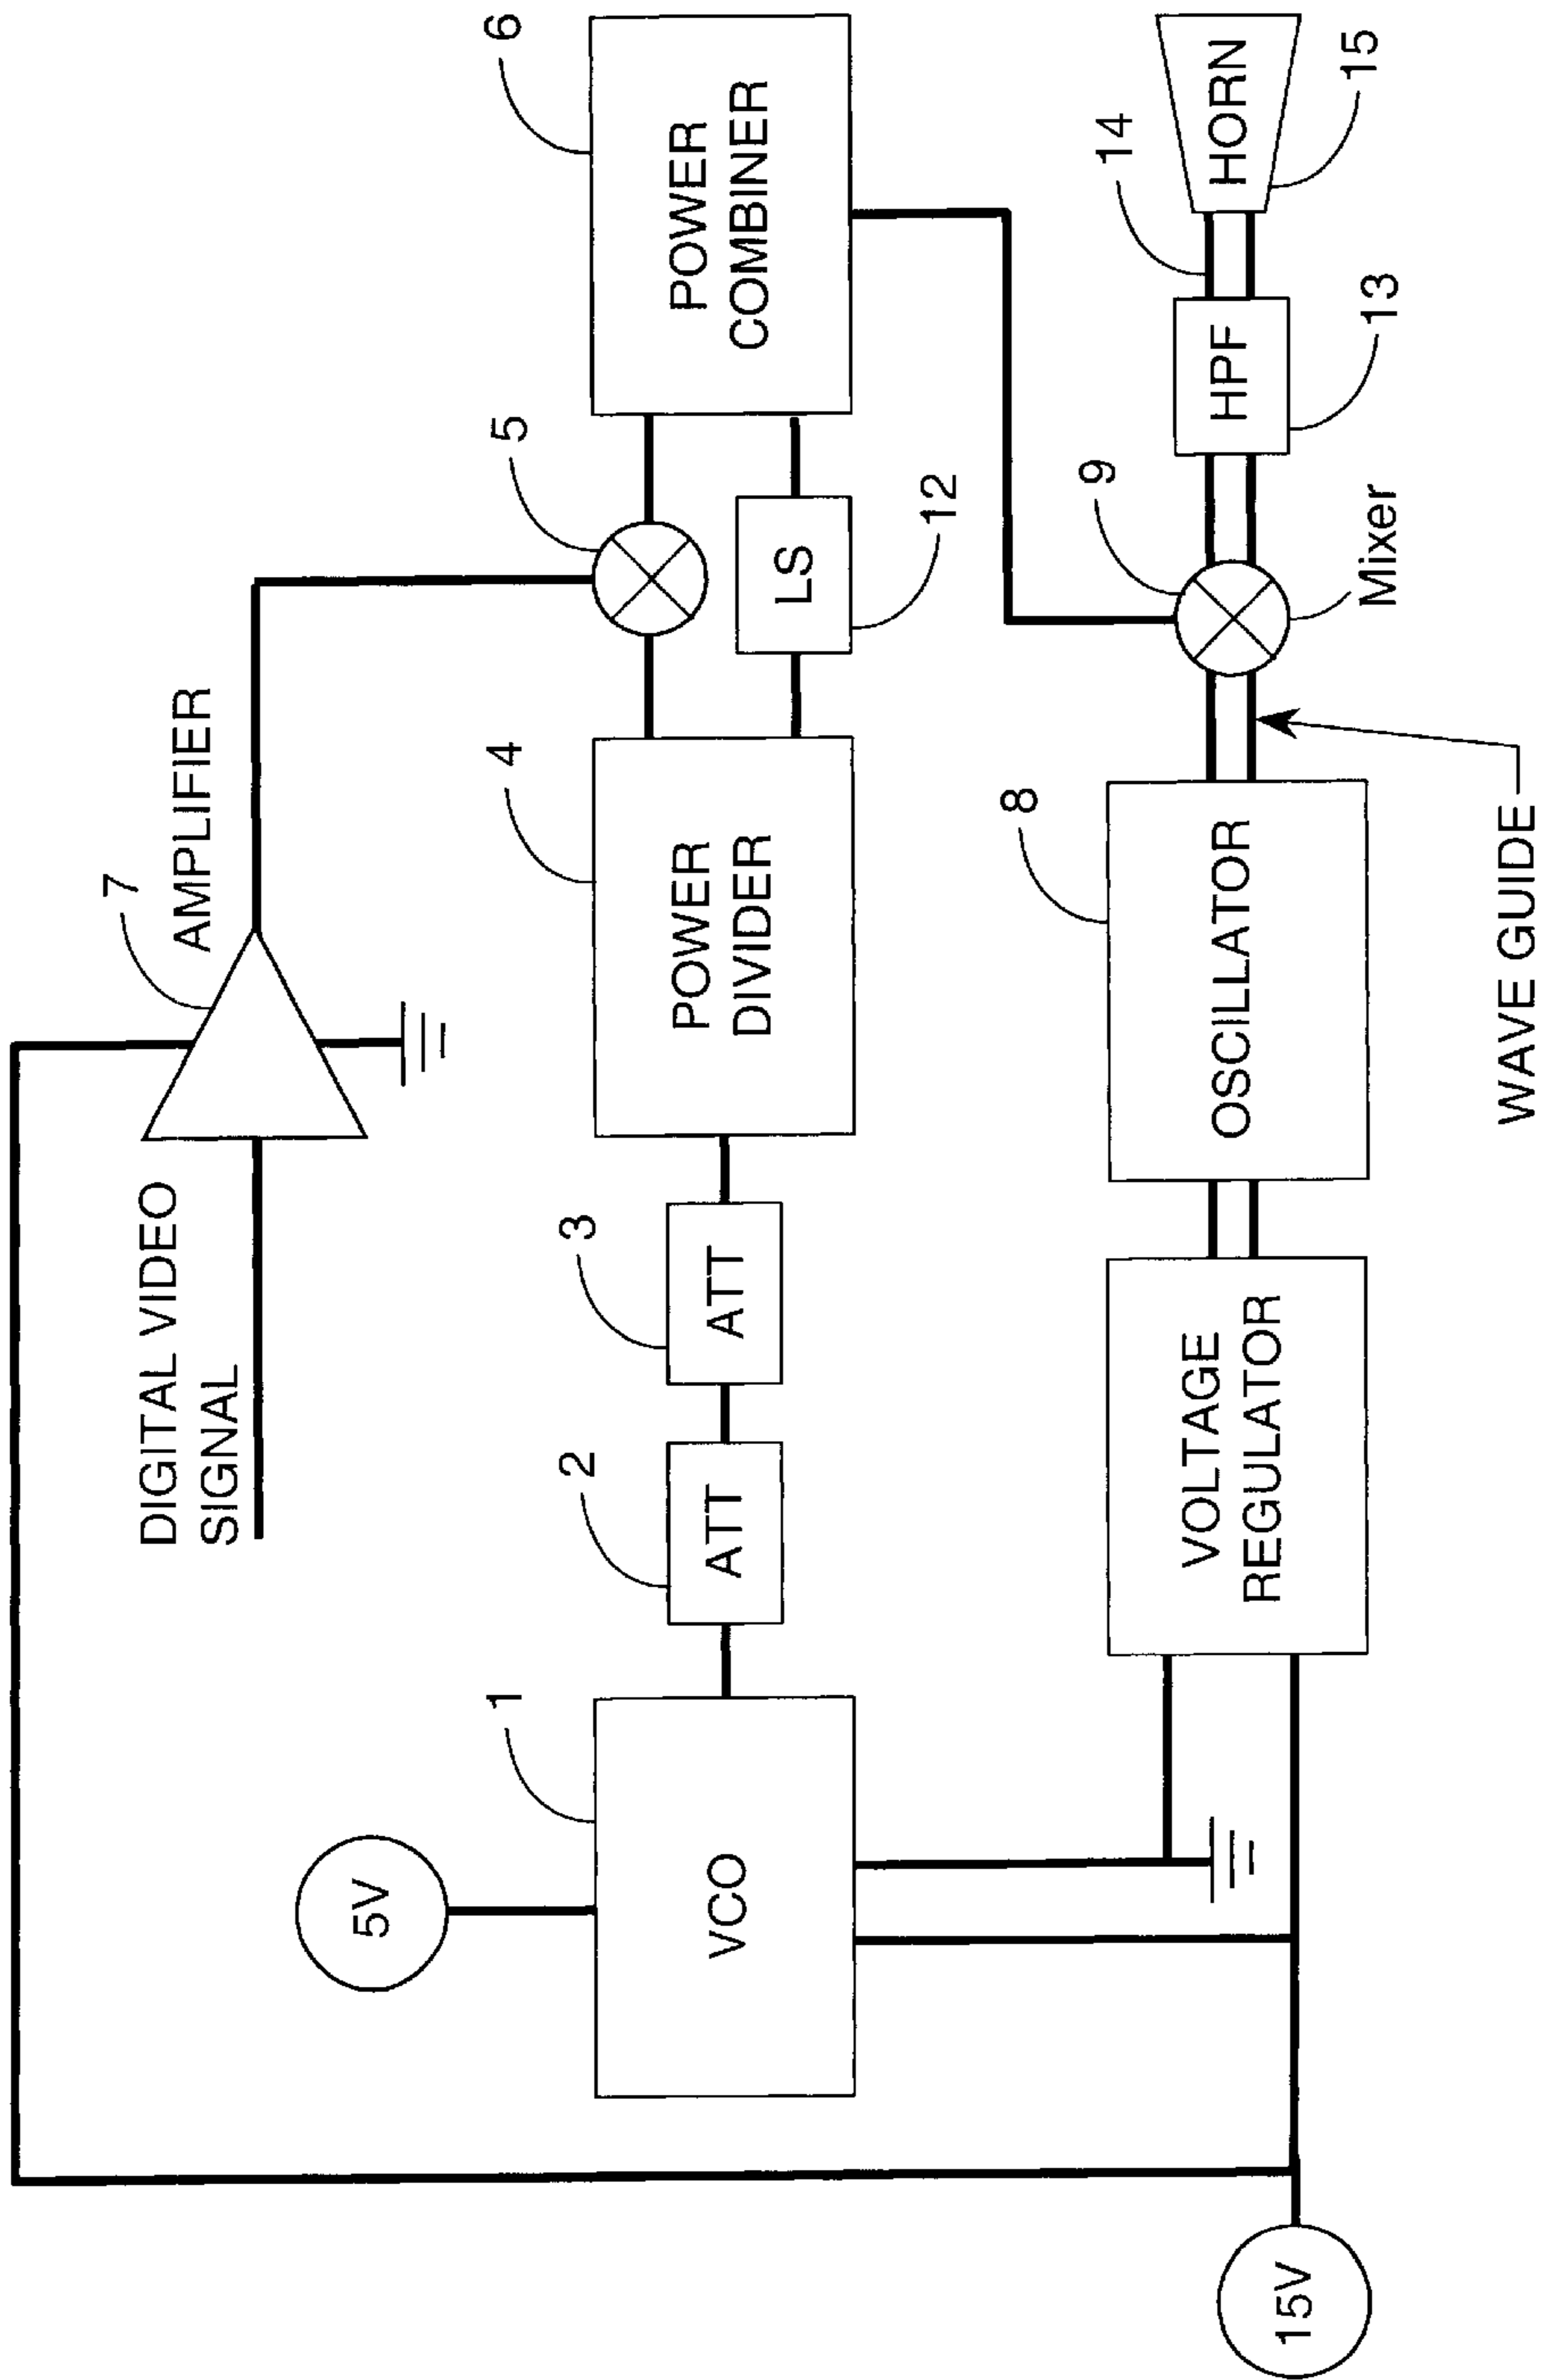 7
AMPLIFIER
DIGITAL VIDEO
SIGNAL
5V
1
VCO
2
ATT
3
ATT
4
POWER
DIVIDER
5
LS
12
6
POWER
COMBINER
15V
VOLTAGE
REGULATOR
8
OSCILLATOR
WAVE GUIDE
9
Mixer
HPF
13
14
HORN
15